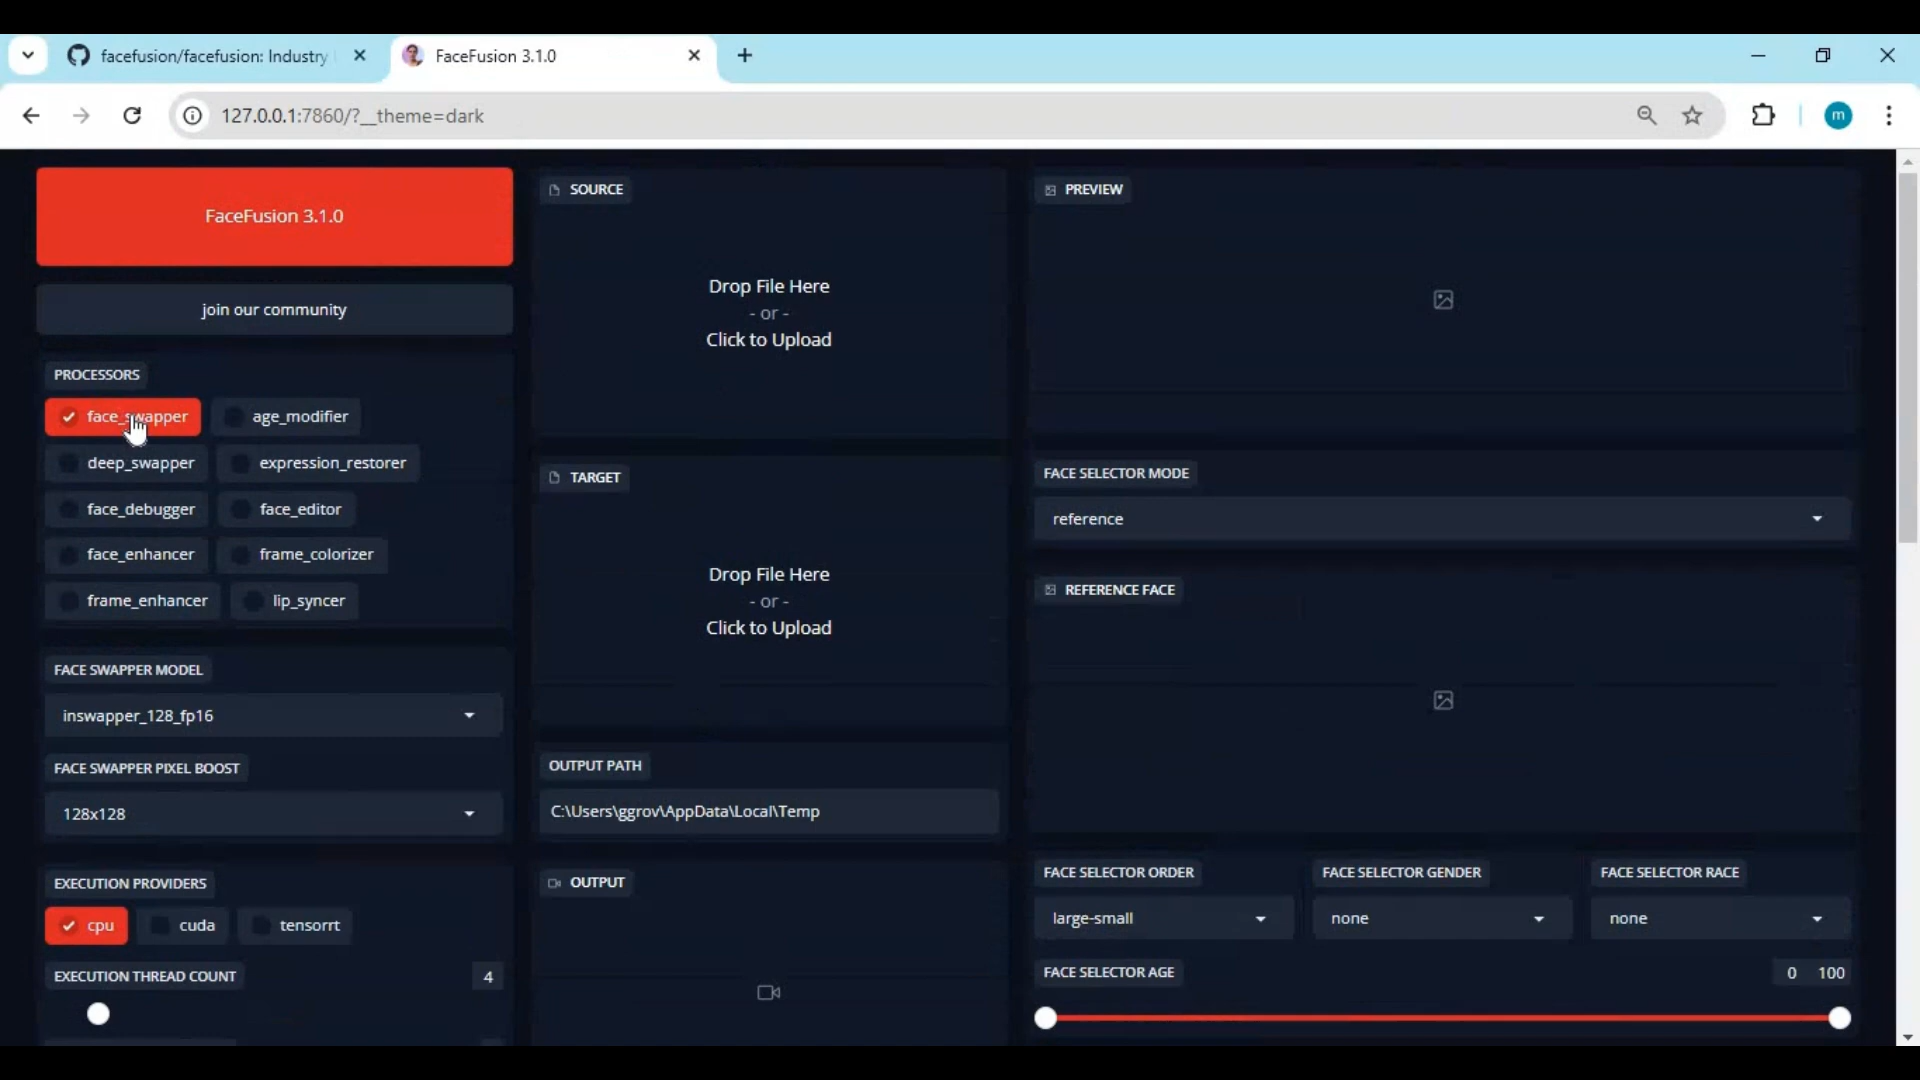 facefusion/facefusion: Industry
FaceFusion 3.1.0
127.0.0.1:7860/?__theme=dark
m
FaceFusion 3.1.0
join our community
PROCESSORS
face_swapper
age_modifier
deep_swapper
expression_restorer
face_debugger
face_editor
face_enhancer
frame_colorizer
frame_enhancer
lip_syncer
FACE SWAPPER MODEL
inswapper_128_fp16
FACE SWAPPER PIXEL BOOST
128x128
EXECUTION PROVIDERS
cpu
cuda
tensorrt
EXECUTION THREAD COUNT
4
SOURCE
Drop File Here
- or -
Click to Upload
TARGET
Drop File Here
- or -
Click to Upload
OUTPUT PATH
C:\Users\ggrov\AppData\Local\Temp
OUTPUT
PREVIEW
FACE SELECTOR MODE
reference
REFERENCE FACE
FACE SELECTOR ORDER
large-small
FACE SELECTOR GENDER
none
FACE SELECTOR RACE
none
FACE SELECTOR AGE
0 100